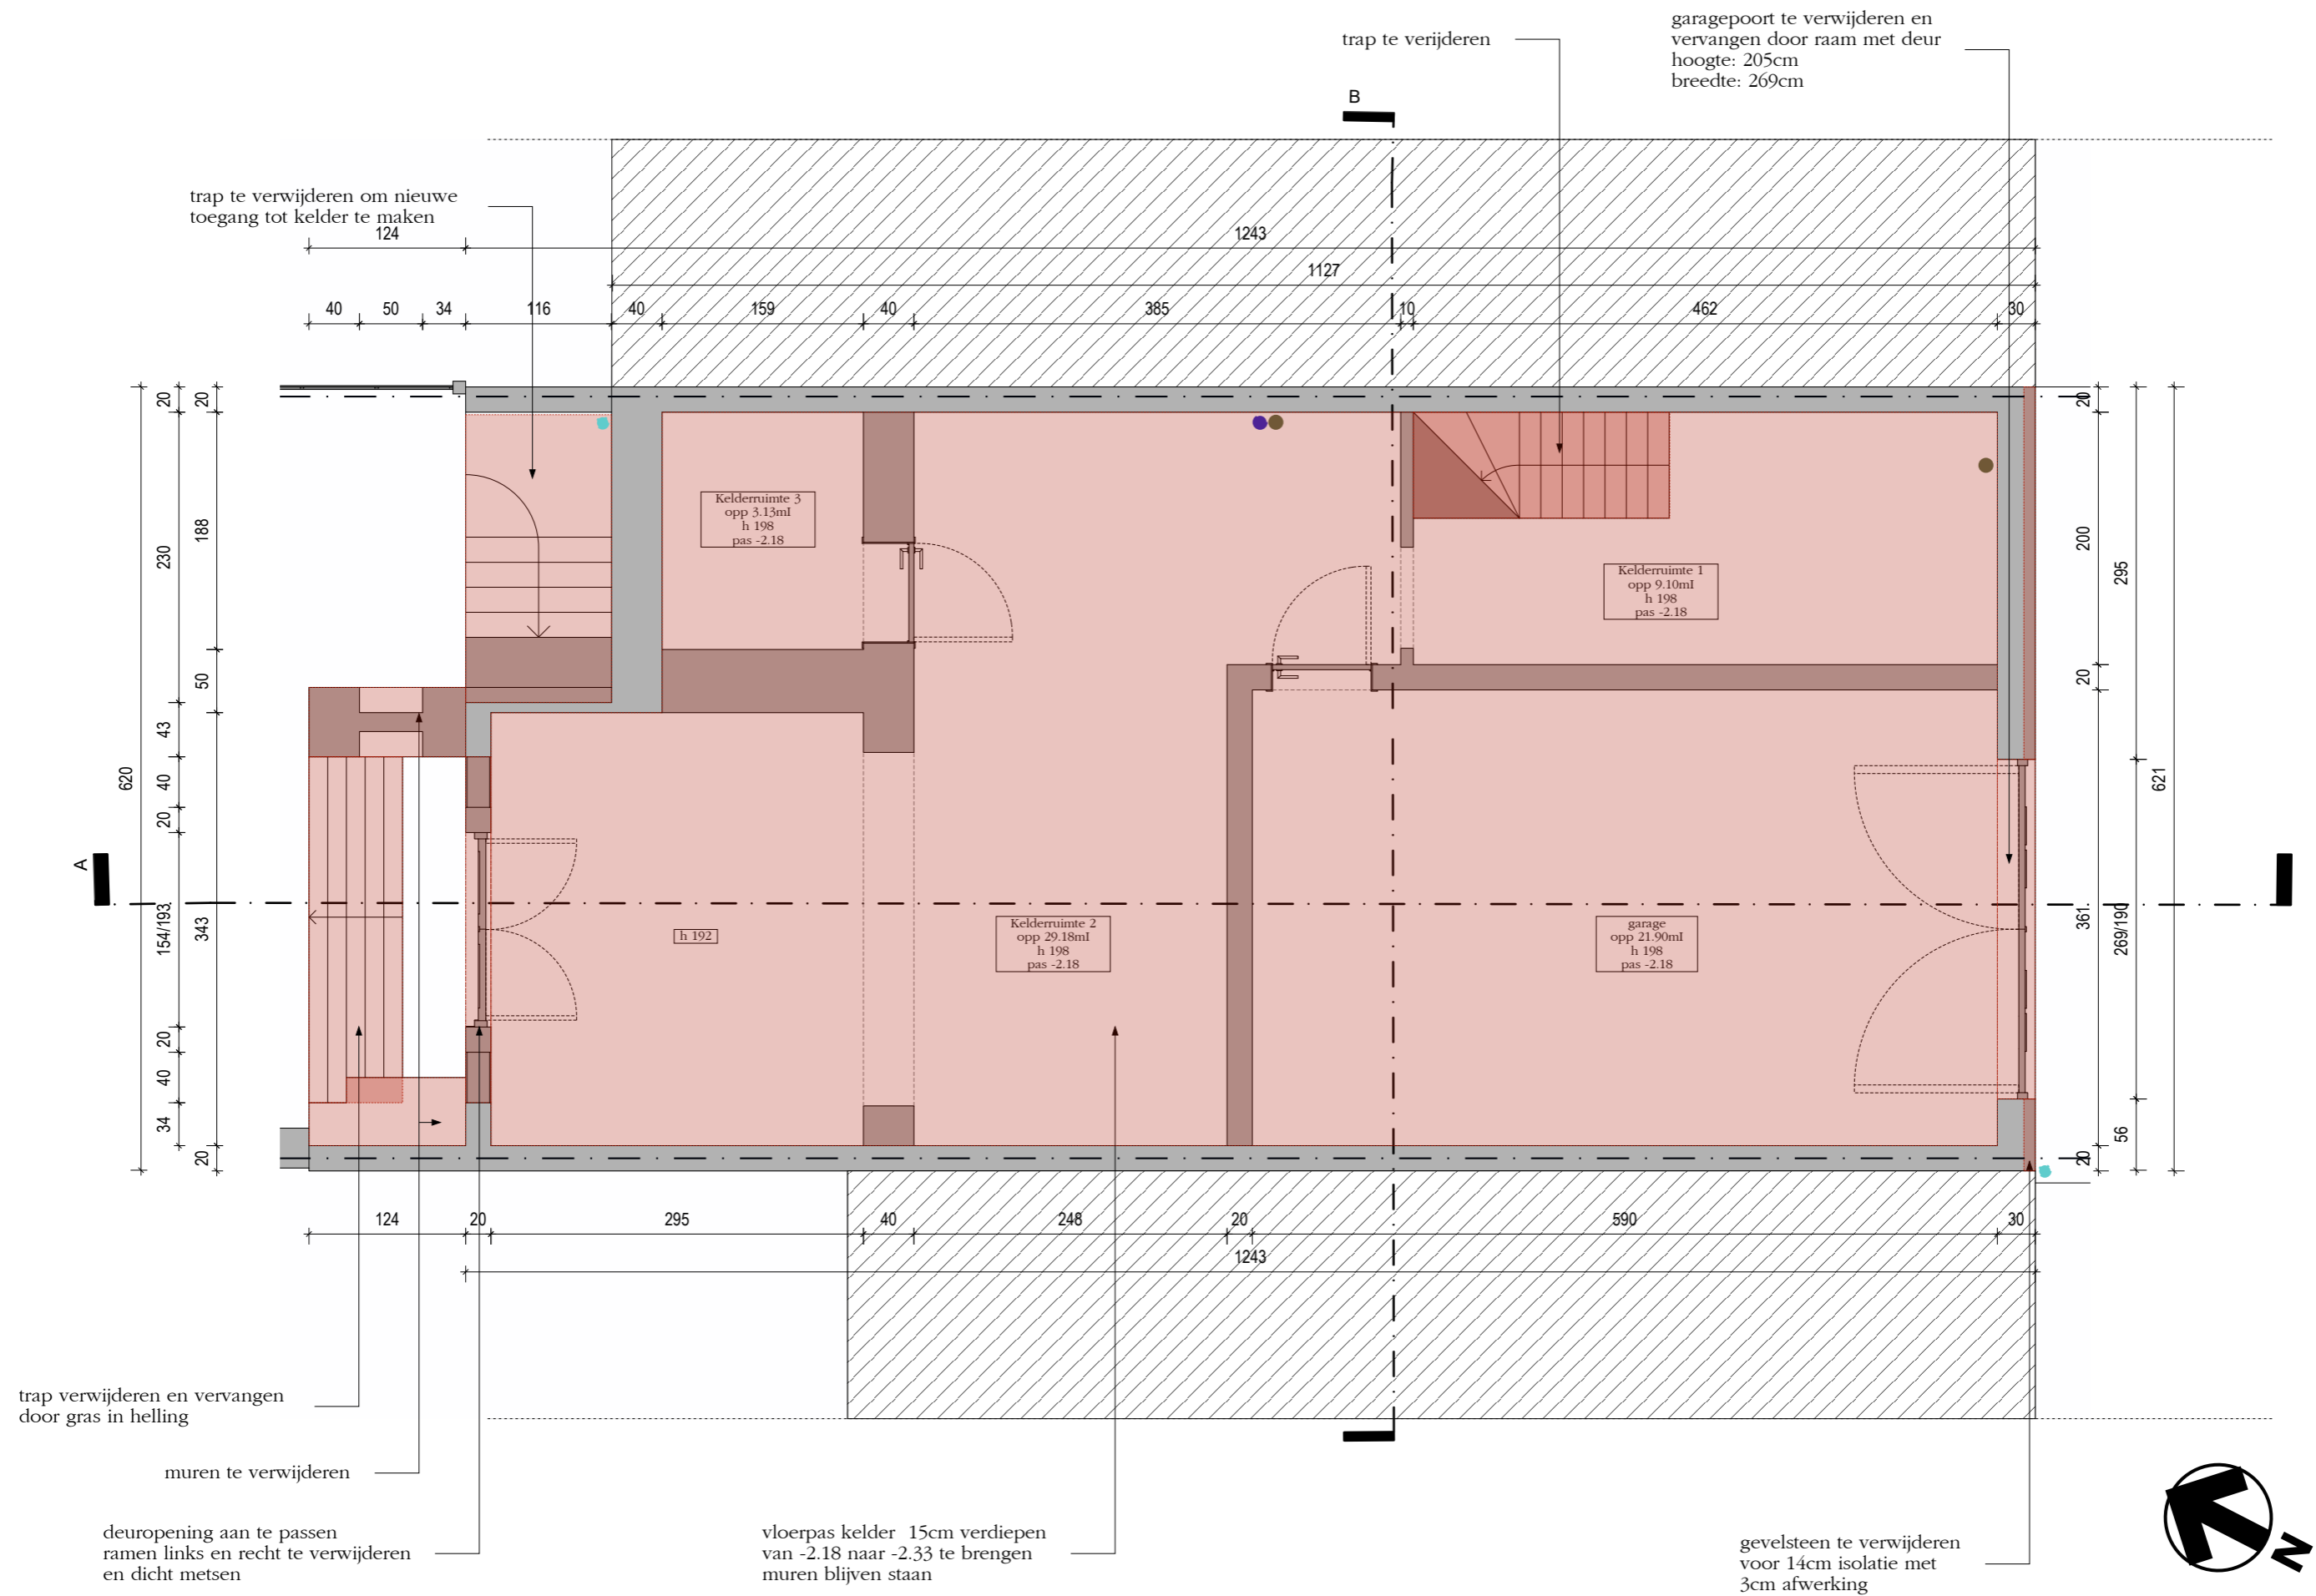 garagepoort te verwijderen en
vervangen door raam met deur
hoogte: 205cm
breedte: 269cm
trap te verijderen
B
trap te verwijderen om nieuwe
toegang tot kelder te maken
124
1243
1127
40 50 34 116 40 159 40 385 10 462 30
20 20
20
Kelderruimte 3
opp 3.13ml
h 198
pas -2.18
230 188
200 295
Kelderruimte 1
opp 9.10ml
h 198
pas -2.18
50 43
20
620 40 20
621
A
154/193 343
h 192
Kelderruimte 2
opp 29.18ml
h 198
pas -2.18
garage
opp 21.90ml
h 198
pas -2.18
361 269/190
20 40 34 20
56 20
124 20 295 40 248 20 590 30
1243
trap verwijderen en vervangen
door gras in helling
muren te verwijderen
deuropening aan te passen
ramen links en recht te verwijderen
en dicht metsen
vloerpas kelder 15cm verdiepen
van -2.18 naar -2.33 te brengen
muren blijven staan
gevelsteen te verwijderen
voor 14cm isolatie met
3cm afwerking
N